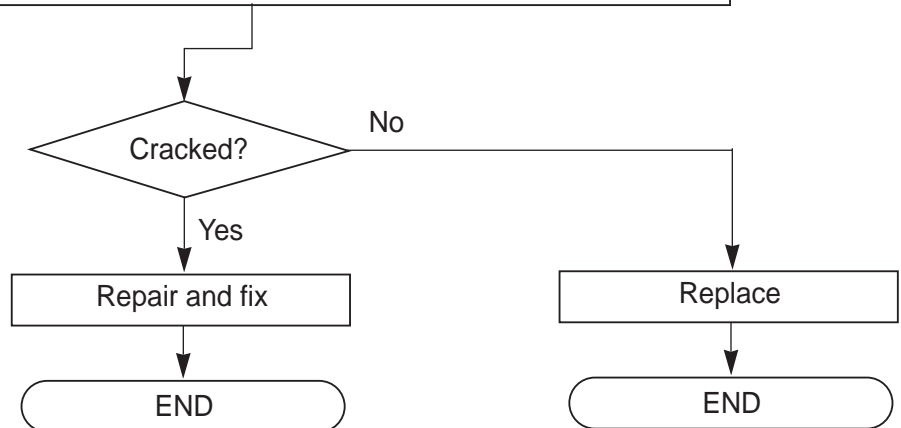 No
Cracked?
Yes
Repair and fix
Replace
END
END